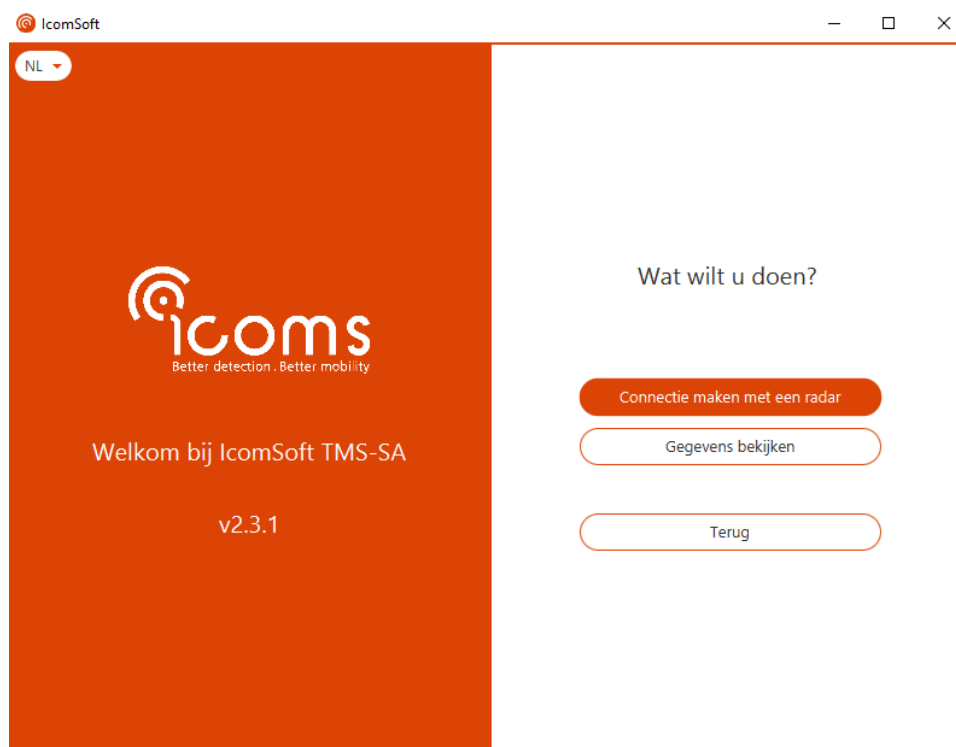 IcomSoft
NL
icoms
Better detection. Better mobility
Welkom bij IcomSoft TMS-SA
v2.3.1
Wat wilt u doen?
Connectie maken met een radar
Gegevens bekijken
Terug